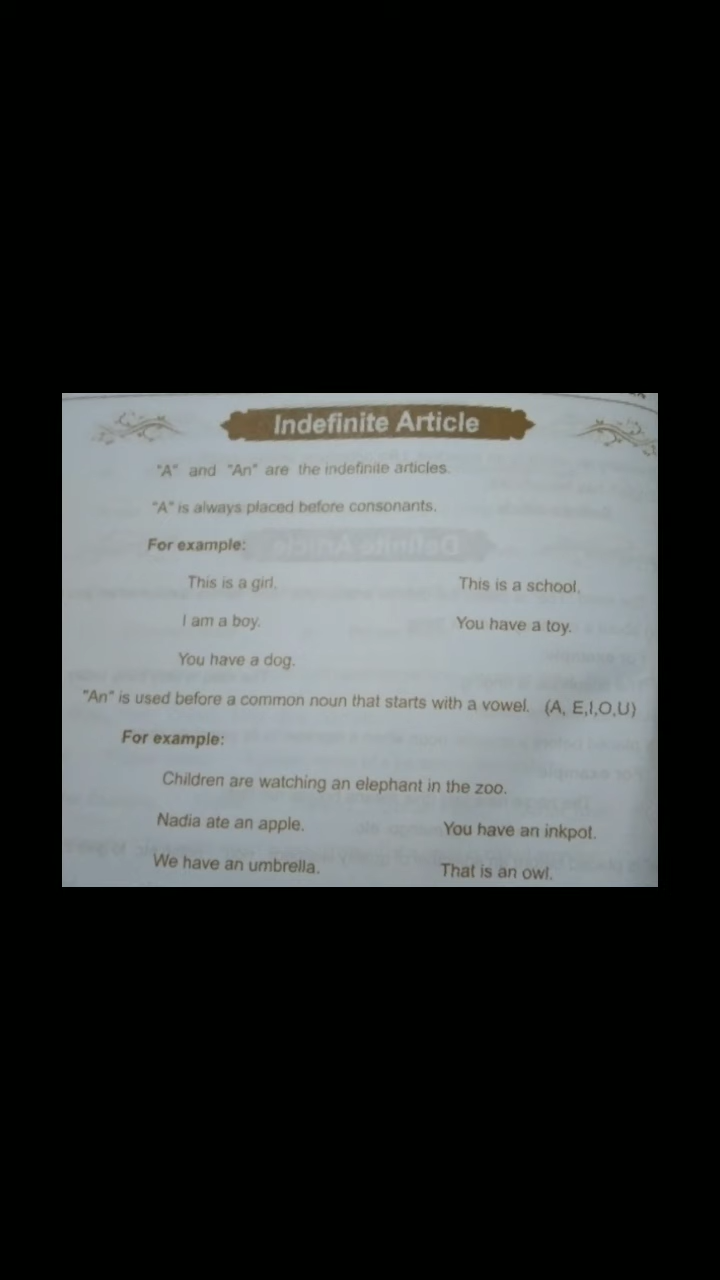 Indefinite Article
"A" and "An" are the indefinite articles.
"A" is always placed before consonants.
For example:
This is a girl. This is a school.
I am a boy. You have a toy.
You have a dog.
"An" is used before a common noun that starts with a vowel. (A, E,I,O,U)
For example:
Children are watching an elephant in the zoo.
Nadia ate an apple. You have an inkpot.
We have an umbrella. That is an owl.